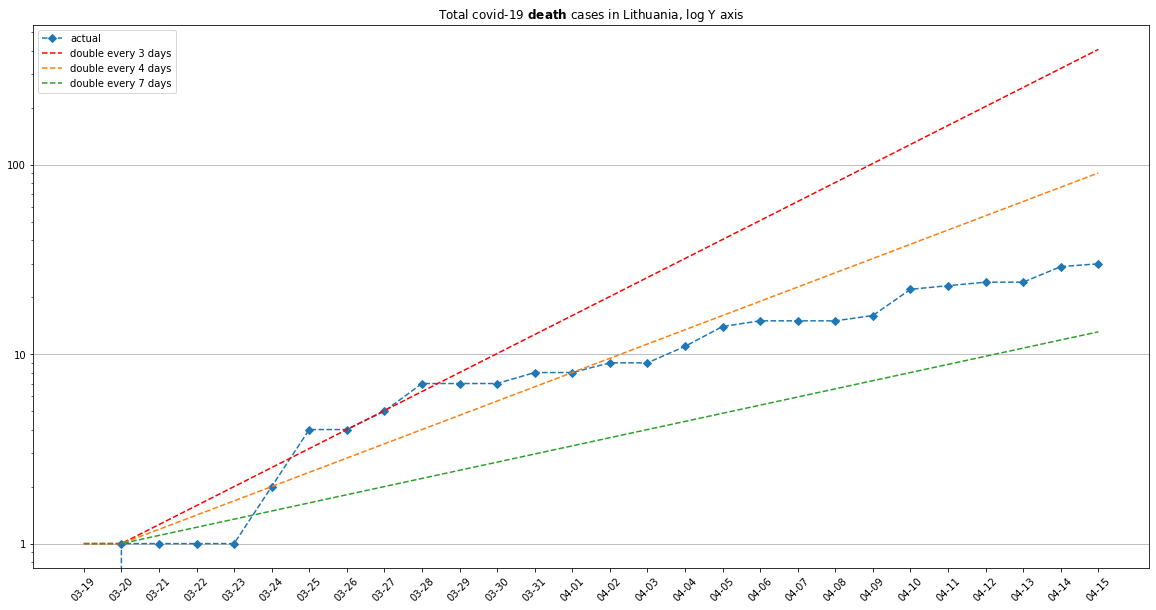 Total covid-19 death cases in Lithuania, log Y axis
actual
double every 3 days
double every 4 days
double every 7 days
100
10
1
03-19 03-20 03-21 03-22 03-23 03-24 03-25 03-26 03-27 03-28 03-29 03-30 03-31 04-01 04-02 04-03 04-04 04-05 04-06 04-07 04-08 04-09 04-10 04-11 04-12 04-13 04-14 04-15